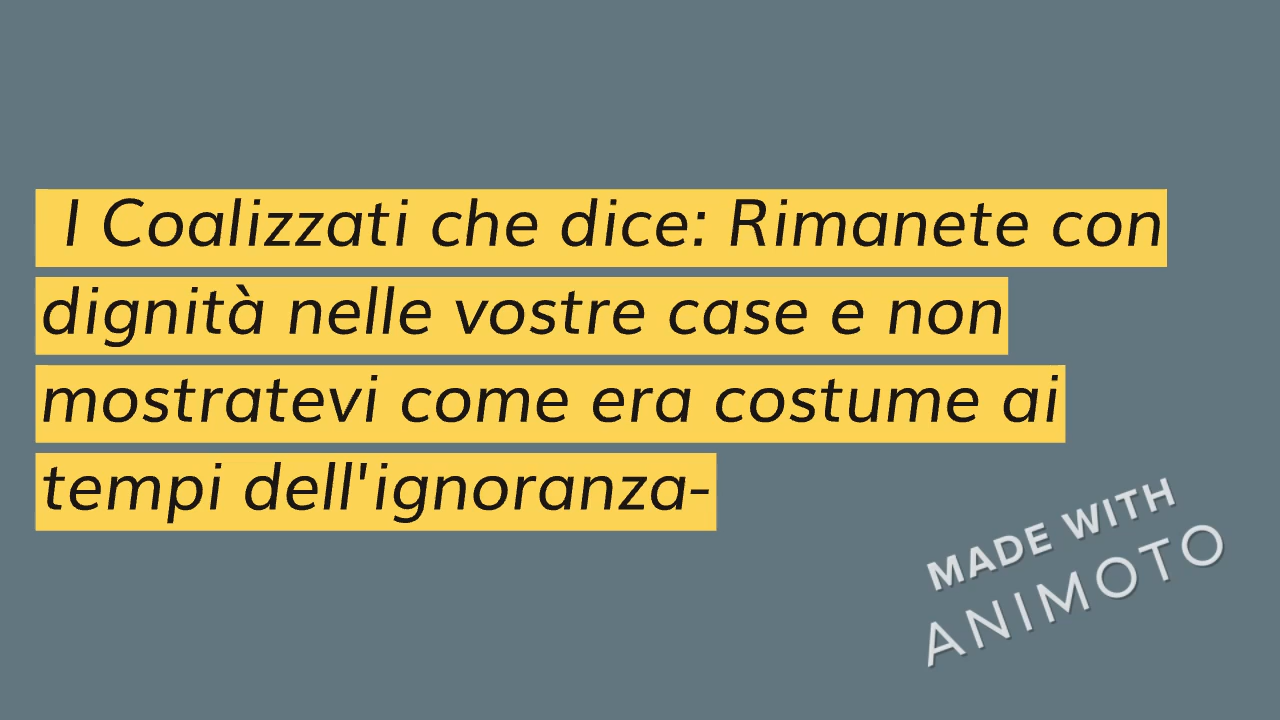 I Coalizzati che dice: Rimanete con
dignità nelle vostre case e non
mostratevi come era costume ai
tempi dell'ignoranza-
MADE WITH
ANIMOTO